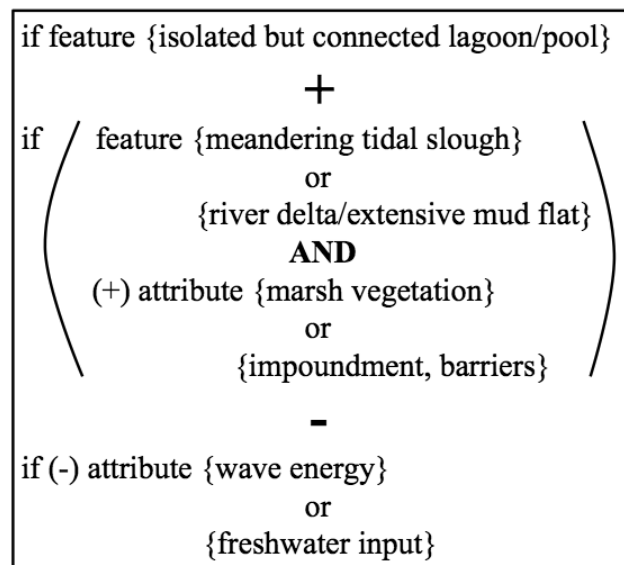 if feature {isolated but connected lagoon/pool}
+
if ( feature {meandering tidal slough}
or
{river delta/extensive mud flat}
AND
(+) attribute {marsh vegetation}
or
{impoundment, barriers} )
-
if (-) attribute {wave energy}
or
{freshwater input}